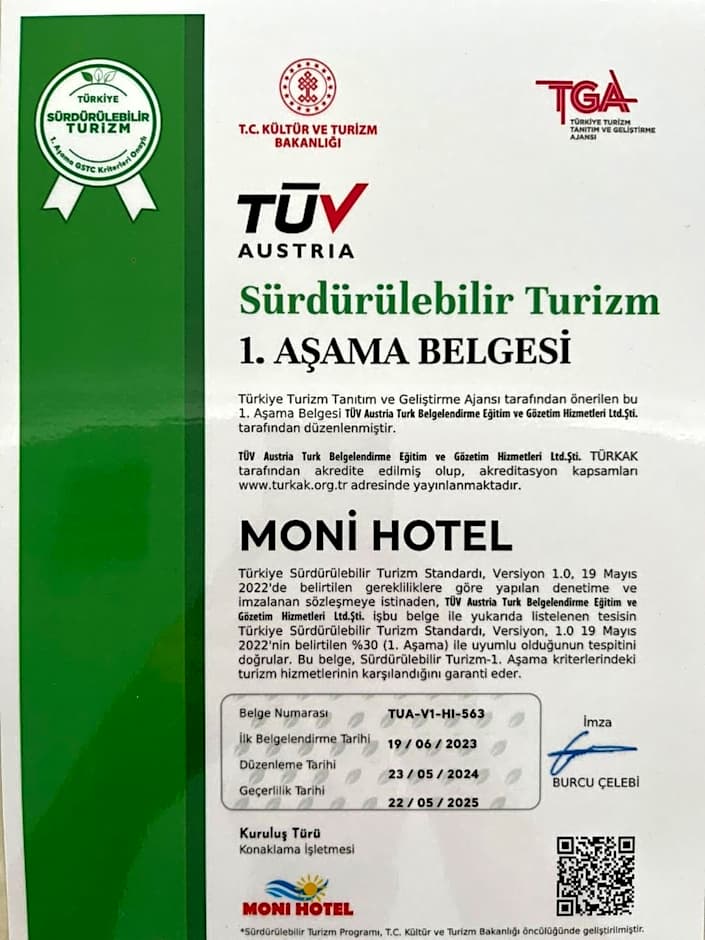 TÜRKİYE
SÜRDÜRÜLEBİLİR
TURİZM
1. Aşama GSTC Kriterleri Onaylı
T.C. KÜLTÜR VE TURİZM
BAKANLIĞI
TGA
TÜRKİYE TURİZM
TANITIM VE GELİŞTİRME
AJANSI
TÜV
AUSTRIA
Sürdürülebilir Turizm
1. AŞAMA BELGESİ
Türkiye Turizm Tanıtım ve Geliştirme Ajansı tarafından önerilen bu
1. Aşama Belgesi TÜV Austria Turk Belgelendirme Eğitim ve Gözetim Hizmetleri Ltd.Şti.
tarafından düzenlenmiştir.
TÜV Austria Turk Belgelendirme Eğitim ve Gözetim Hizmetleri Ltd.Şti. TÜRKAK
tarafından akredite edilmiş olup, akreditasyon kapsamları
www.turkak.org.tr adresinde yayınlanmaktadır.
MONİ HOTEL
Türkiye Sürdürülebilir Turizm Standardı, Versiyon 1.0, 19 Mayıs
2022'de belirtilen gerekliliklere göre yapılan denetime ve
imzalanan sözleşmeye istinaden, TÜV Austria Turk Belgelendirme Eğitim ve
Gözetim Hizmetleri Ltd.Şti. işbu belge ile yukarıda listelenen tesisin
Türkiye Sürdürülebilir Turizm Standardı, Versiyon, 1.0 19 Mayıs
2022'nin belirtilen %30 (1. Aşama) ile uyumlu olduğunun tespitini
doğrular. Bu belge, Sürdürülebilir Turizm-1. Aşama kriterlerindeki
turizm hizmetlerinin karşılandığını garanti eder.
Belge Numarası TUA-V1-HI-563
İlk Belgelendirme Tarihi 19 / 06 / 2023
Düzenleme Tarihi 23 / 05 / 2024
Geçerlilik Tarihi 22 / 05 / 2025
İmza
BURCU ÇELEBİ
Kuruluş Türü
Konaklama İşletmesi
MONI HOTEL
*Sürdürülebilir Turizm Programı, T.C. Kültür ve Turizm Bakanlığı öncülüğünde geliştirilmiştir.